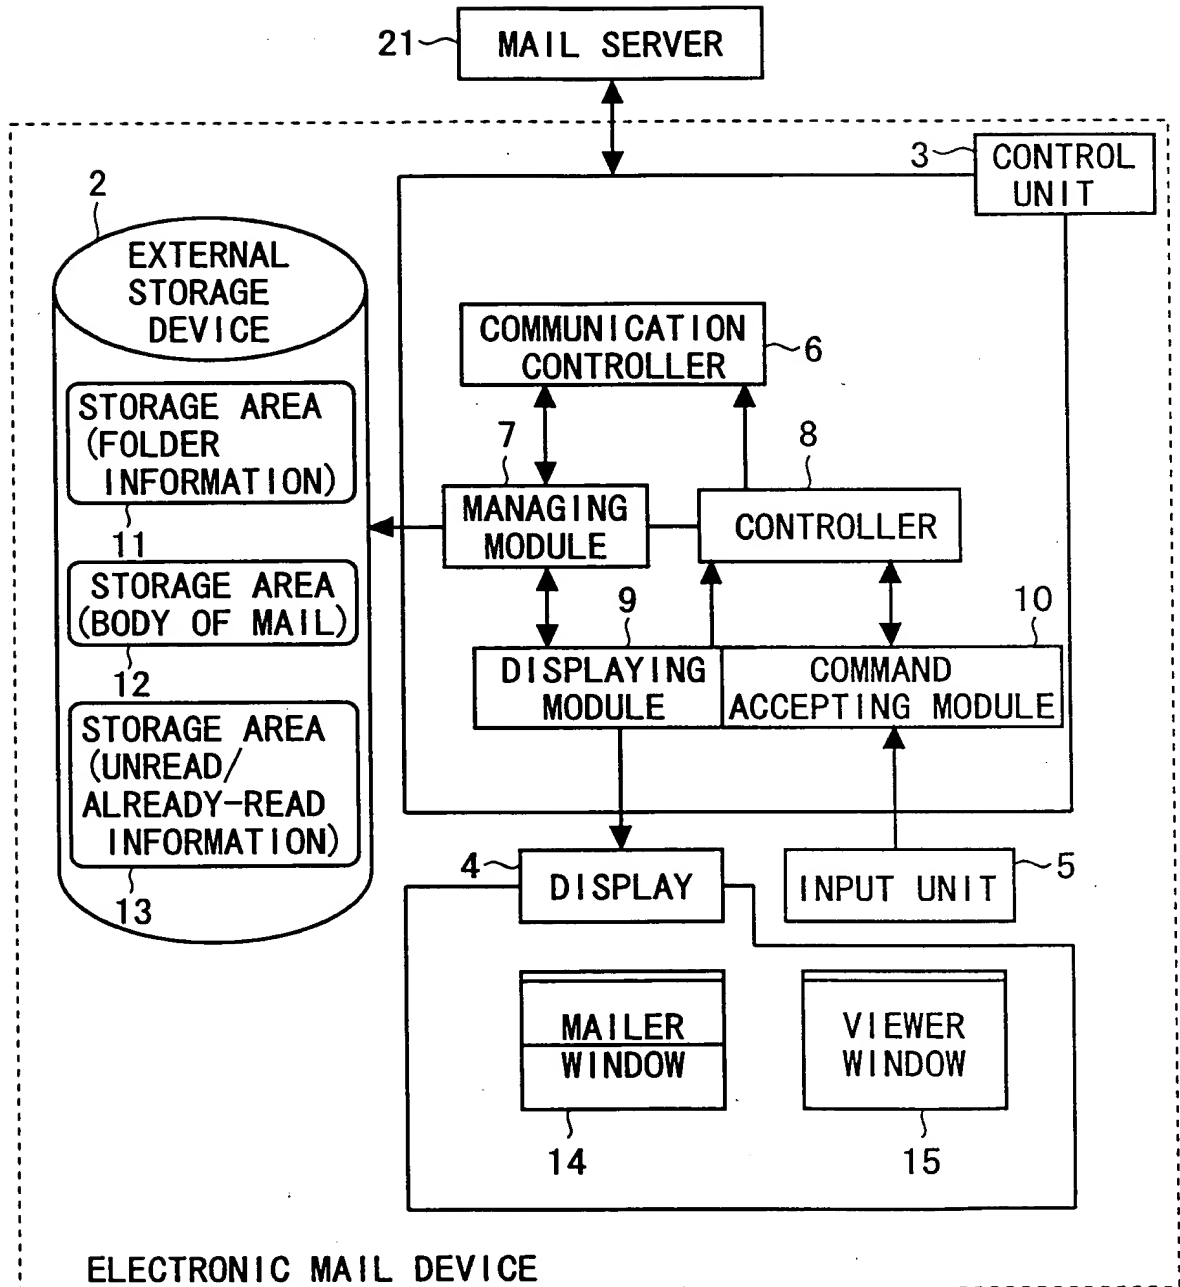 21
MAIL SERVER
3
CONTROL
UNIT
2
EXTERNAL
STORAGE
DEVICE
COMMUNICATION
CONTROLLER
6
STORAGE AREA
(FOLDER
INFORMATION)
11
7
MANAGING
MODULE
8
CONTROLLER
STORAGE AREA
(BODY OF MAIL)
12
9
DISPLAYING
MODULE
10
COMMAND
ACCEPTING MODULE
STORAGE AREA
(UNREAD/
ALREADY-READ
INFORMATION)
13
4
DISPLAY
INPUT UNIT
5
MAILER
WINDOW
14
VIEWER
WINDOW
15
ELECTRONIC MAIL DEVICE